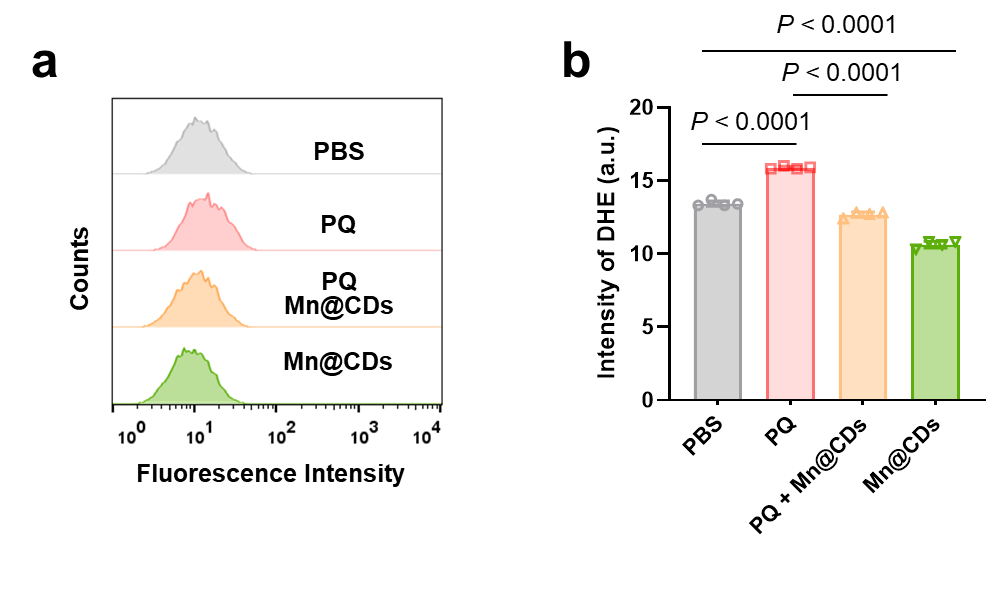 a
PBS
PQ
PQ
Mn@CDs
Mn@CDs
Counts
10⁰ 10¹ 10² 10³ 10⁴
Fluorescence Intensity
b
P < 0.0001
P < 0.0001
P < 0.0001
20
15
10
5
0
Intensity of DHE (a.u.)
PBS
PQ
PQ + Mn@CDs
Mn@CDs